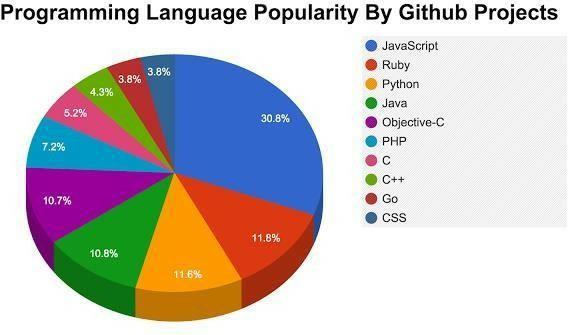 Programming Language Popularity By Github Projects
JavaScript
Ruby
Python
Java
Objective-C
PHP
C
C++
Go
CSS
30.8%
11.8%
11.6%
10.8%
10.7%
7.2%
5.2%
4.3%
3.8%
3.8%